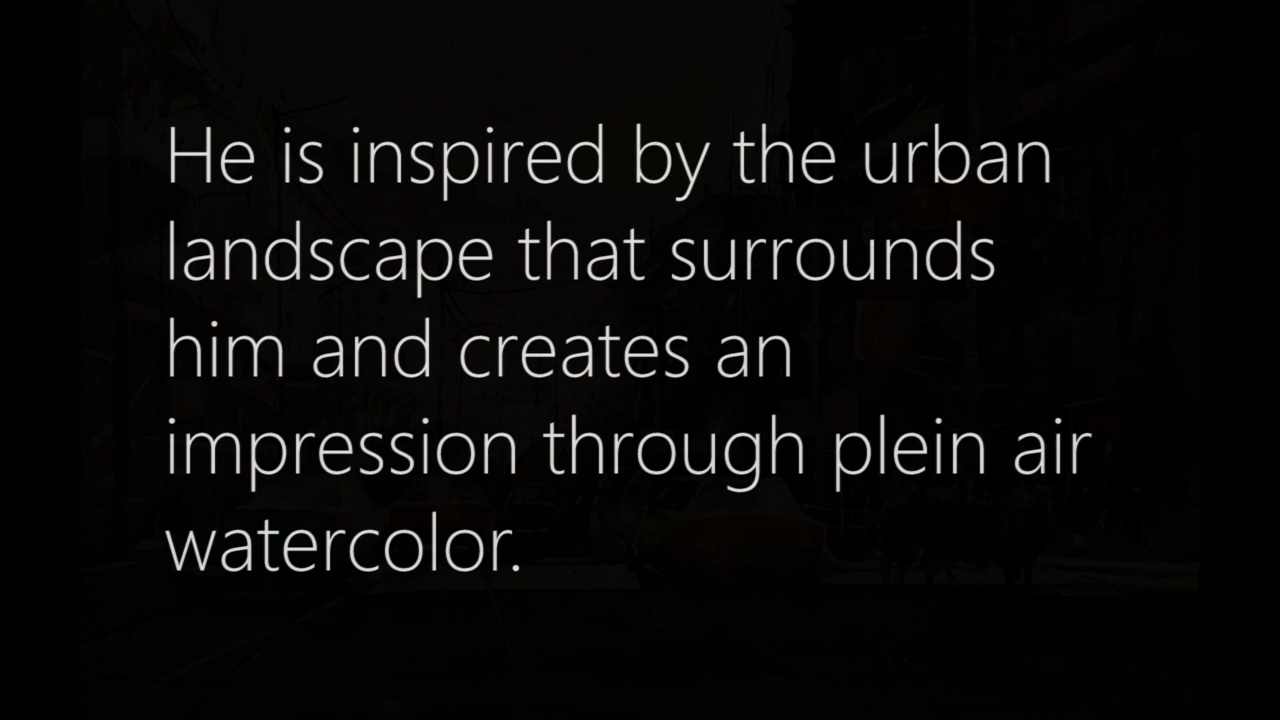 He is inspired by the urban
landscape that surrounds
him and creates an
impression through plein air
watercolor.